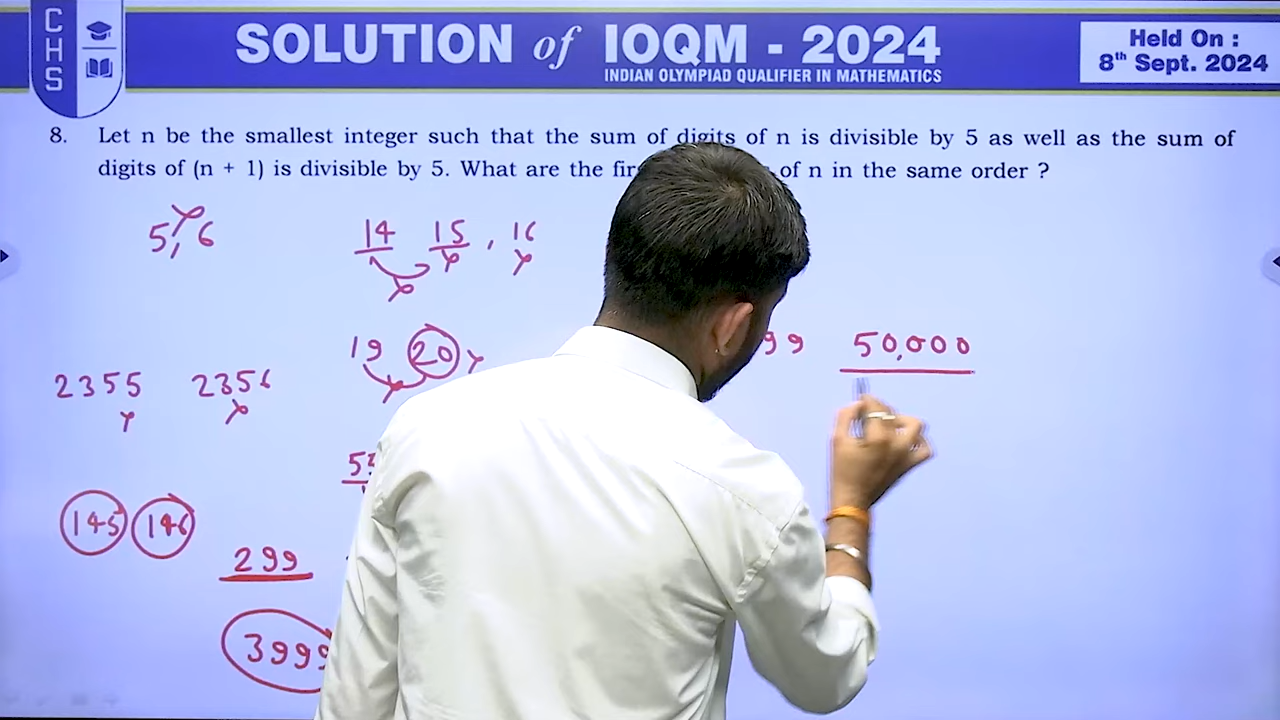 CHS
SOLUTION of IOQM - 2024
INDIAN OLYMPIAD QUALIFIER IN MATHEMATICS
Held On :
8th Sept. 2024
8. Let n be the smallest integer such that the sum of digits of n is divisible by 5 as well as the sum of
digits of (n + 1) is divisible by 5. What are the of n in the same order ?
5, 6
14 15 , 16
19 20
99 50,000
2355 2356
145 146
299
3999